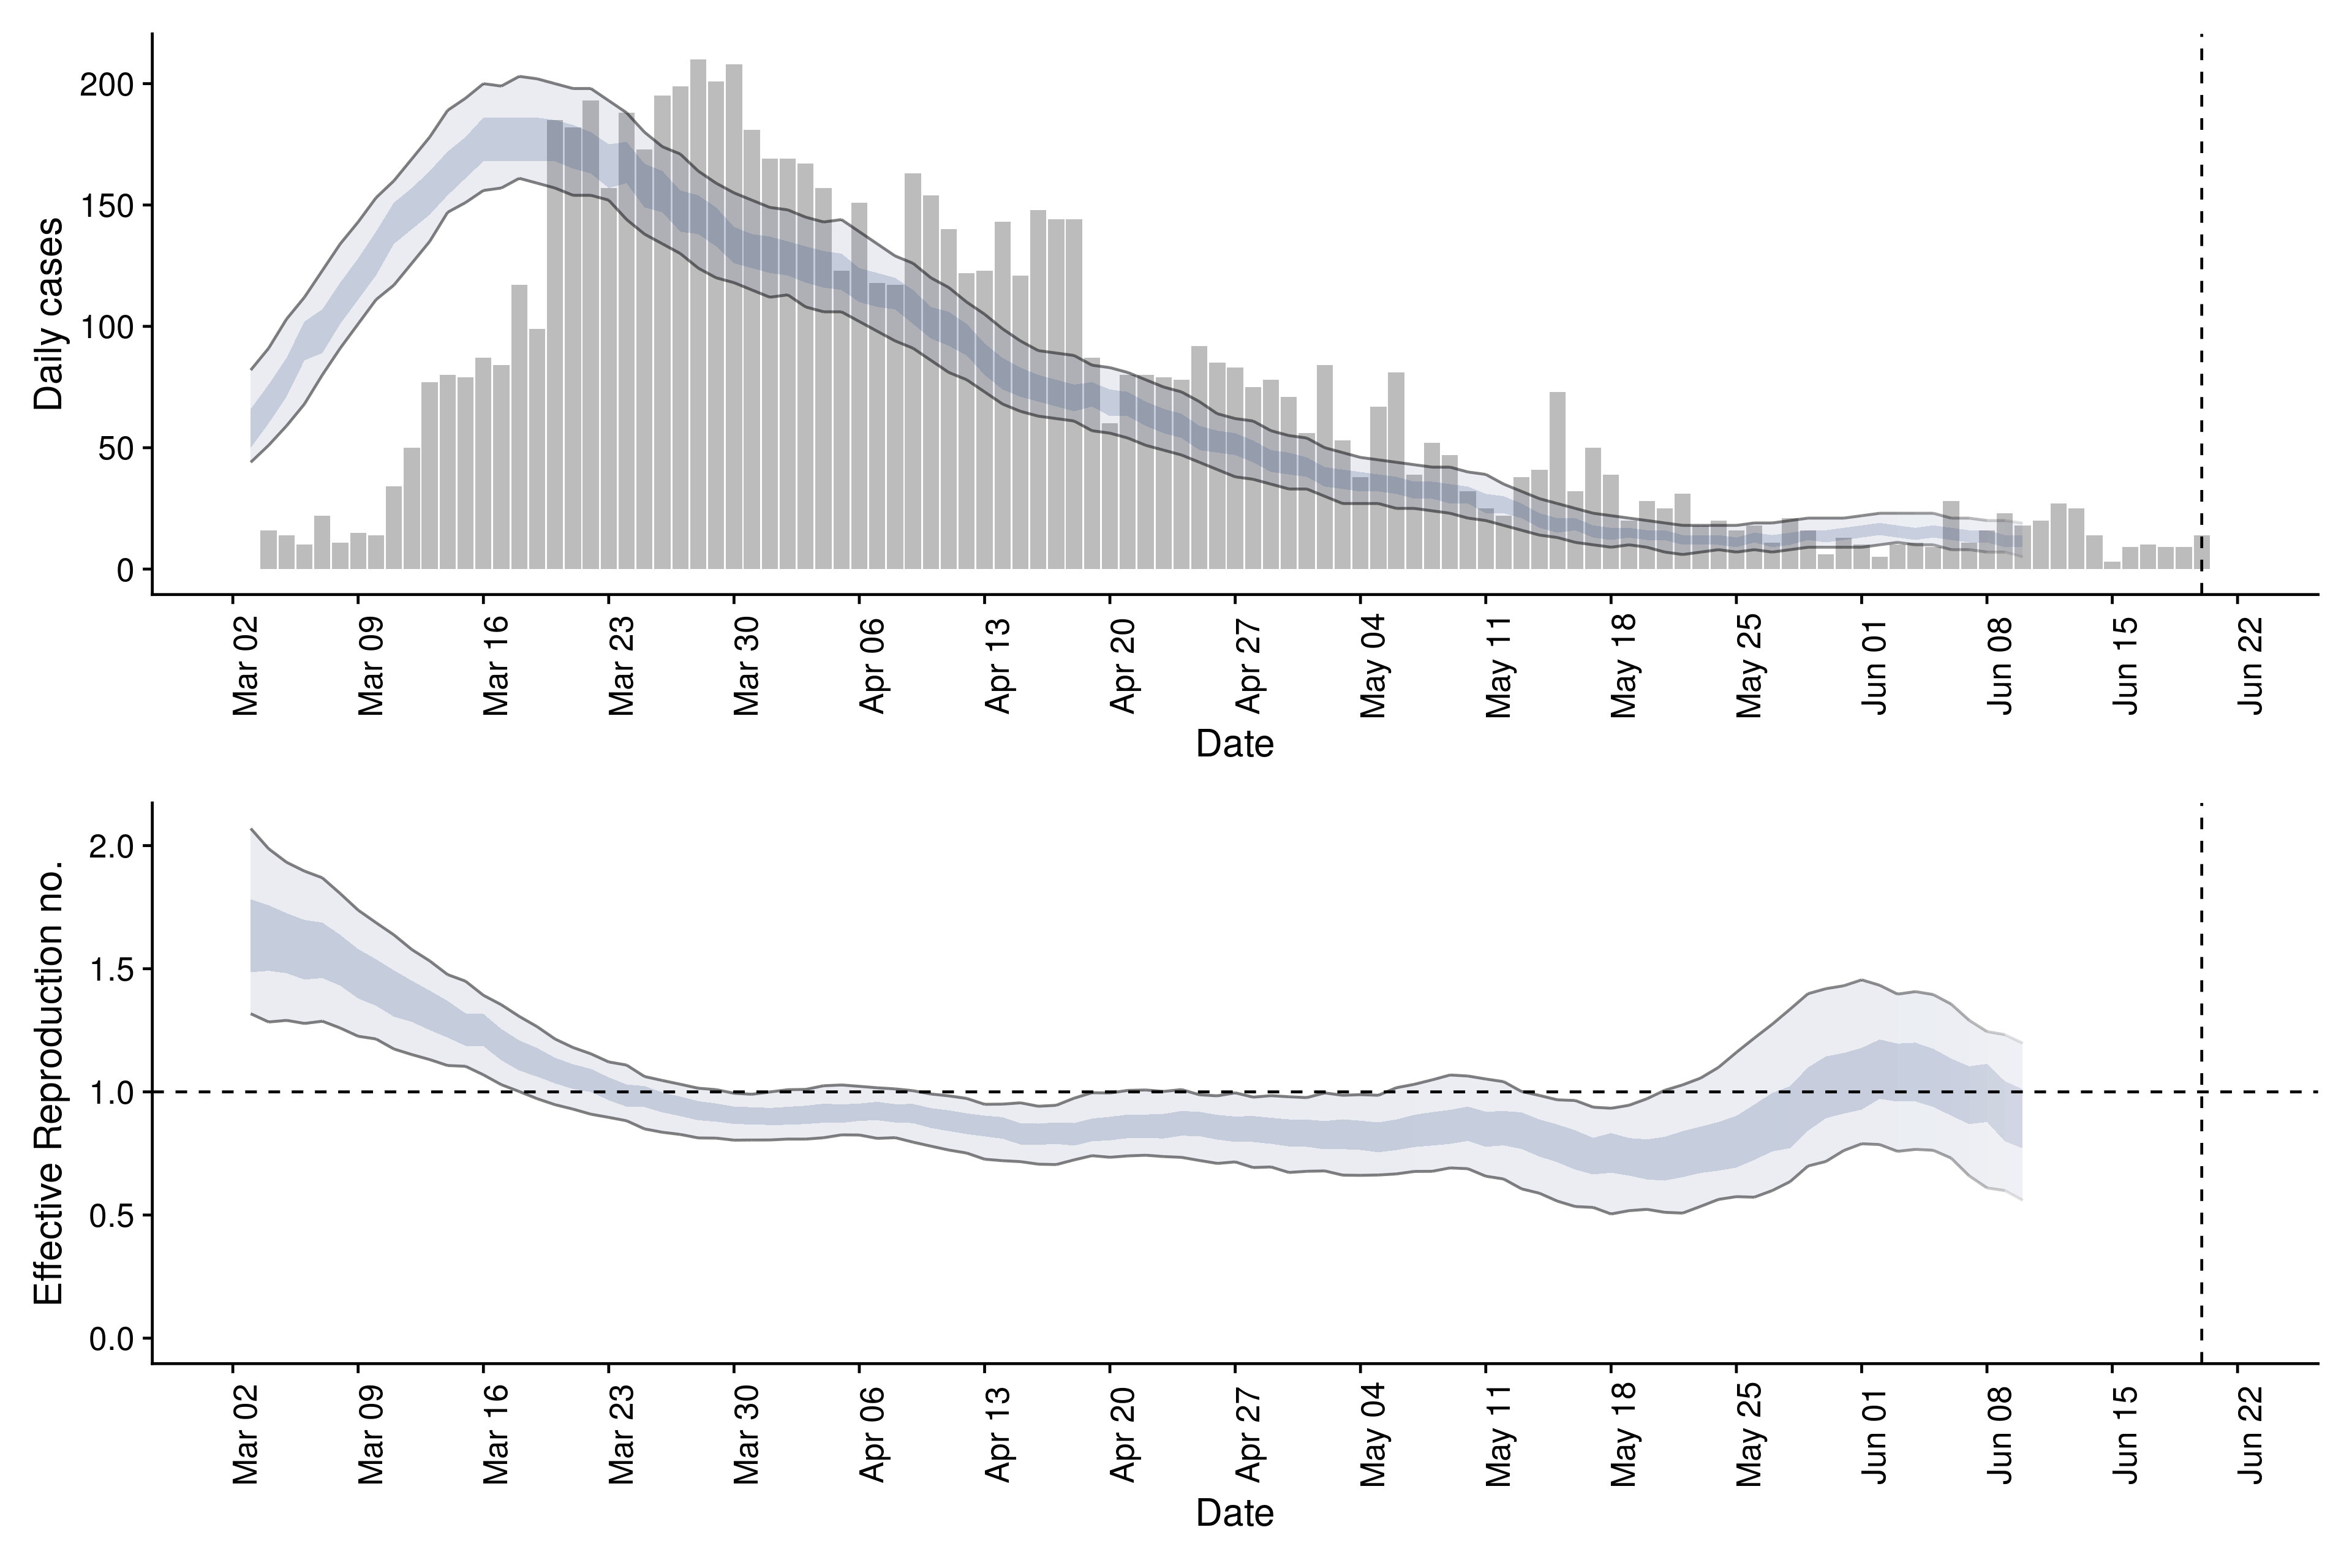 Daily cases
200
150
100
50
0
Mar 02
Mar 09
Mar 16
Mar 23
Mar 30
Apr 06
Apr 13
Apr 20
Apr 27
May 04
May 11
May 18
May 25
Jun 01
Jun 08
Jun 15
Jun 22
Date
Effective Reproduction no.
2.0
1.5
1.0
0.5
0.0
Mar 02
Mar 09
Mar 16
Mar 23
Mar 30
Apr 06
Apr 13
Apr 20
Apr 27
May 04
May 11
May 18
May 25
Jun 01
Jun 08
Jun 15
Jun 22
Date